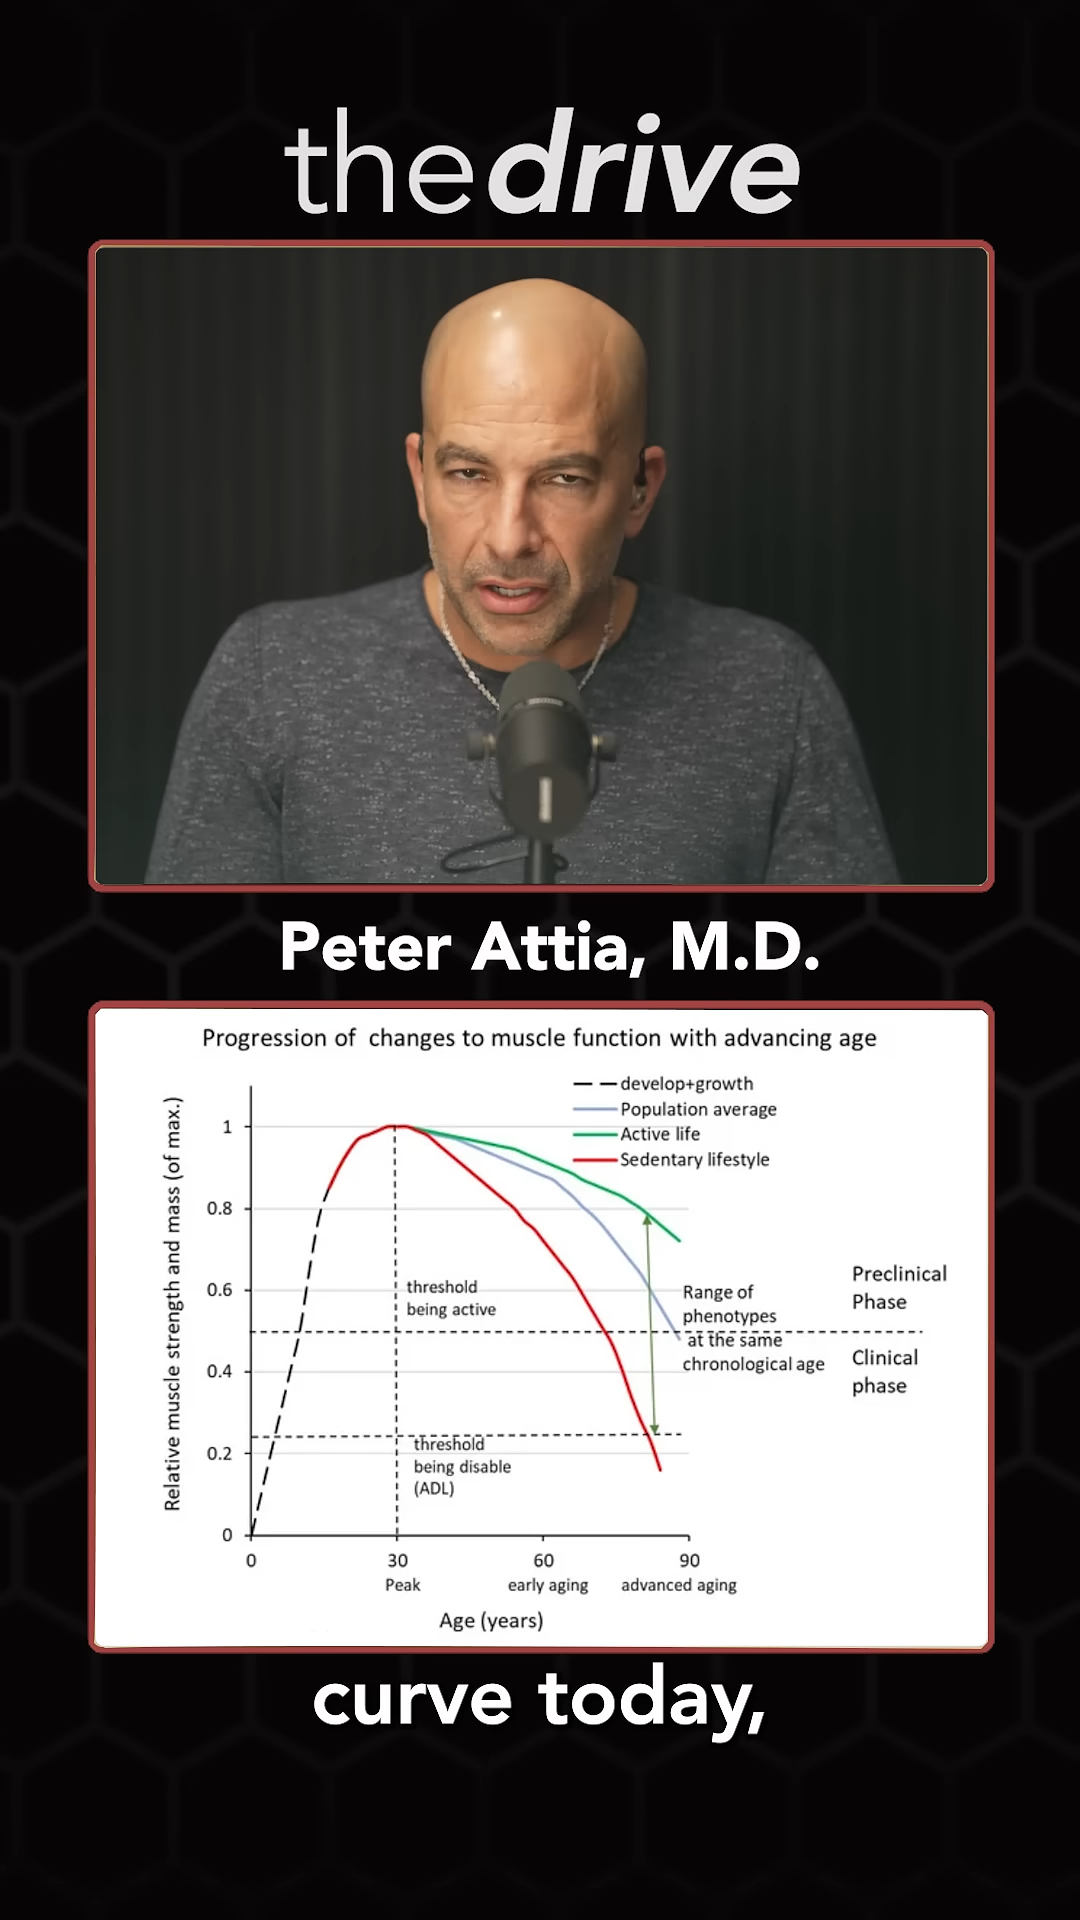 thedrive
Peter Attia, M.D.
Progression of changes to muscle function with advancing age
develop+growth
Population average
Active life
Sedentary lifestyle
Relative muscle strength and mass (of max.)
1
0.8
0.6
0.4
0.2
0
threshold
being active
Range of
phenotypes
at the same
chronological age
Preclinical
Phase
Clinical
phase
threshold
being disable
(ADL)
0
30
60
90
Peak
early aging
advanced aging
Age (years)
curve today,